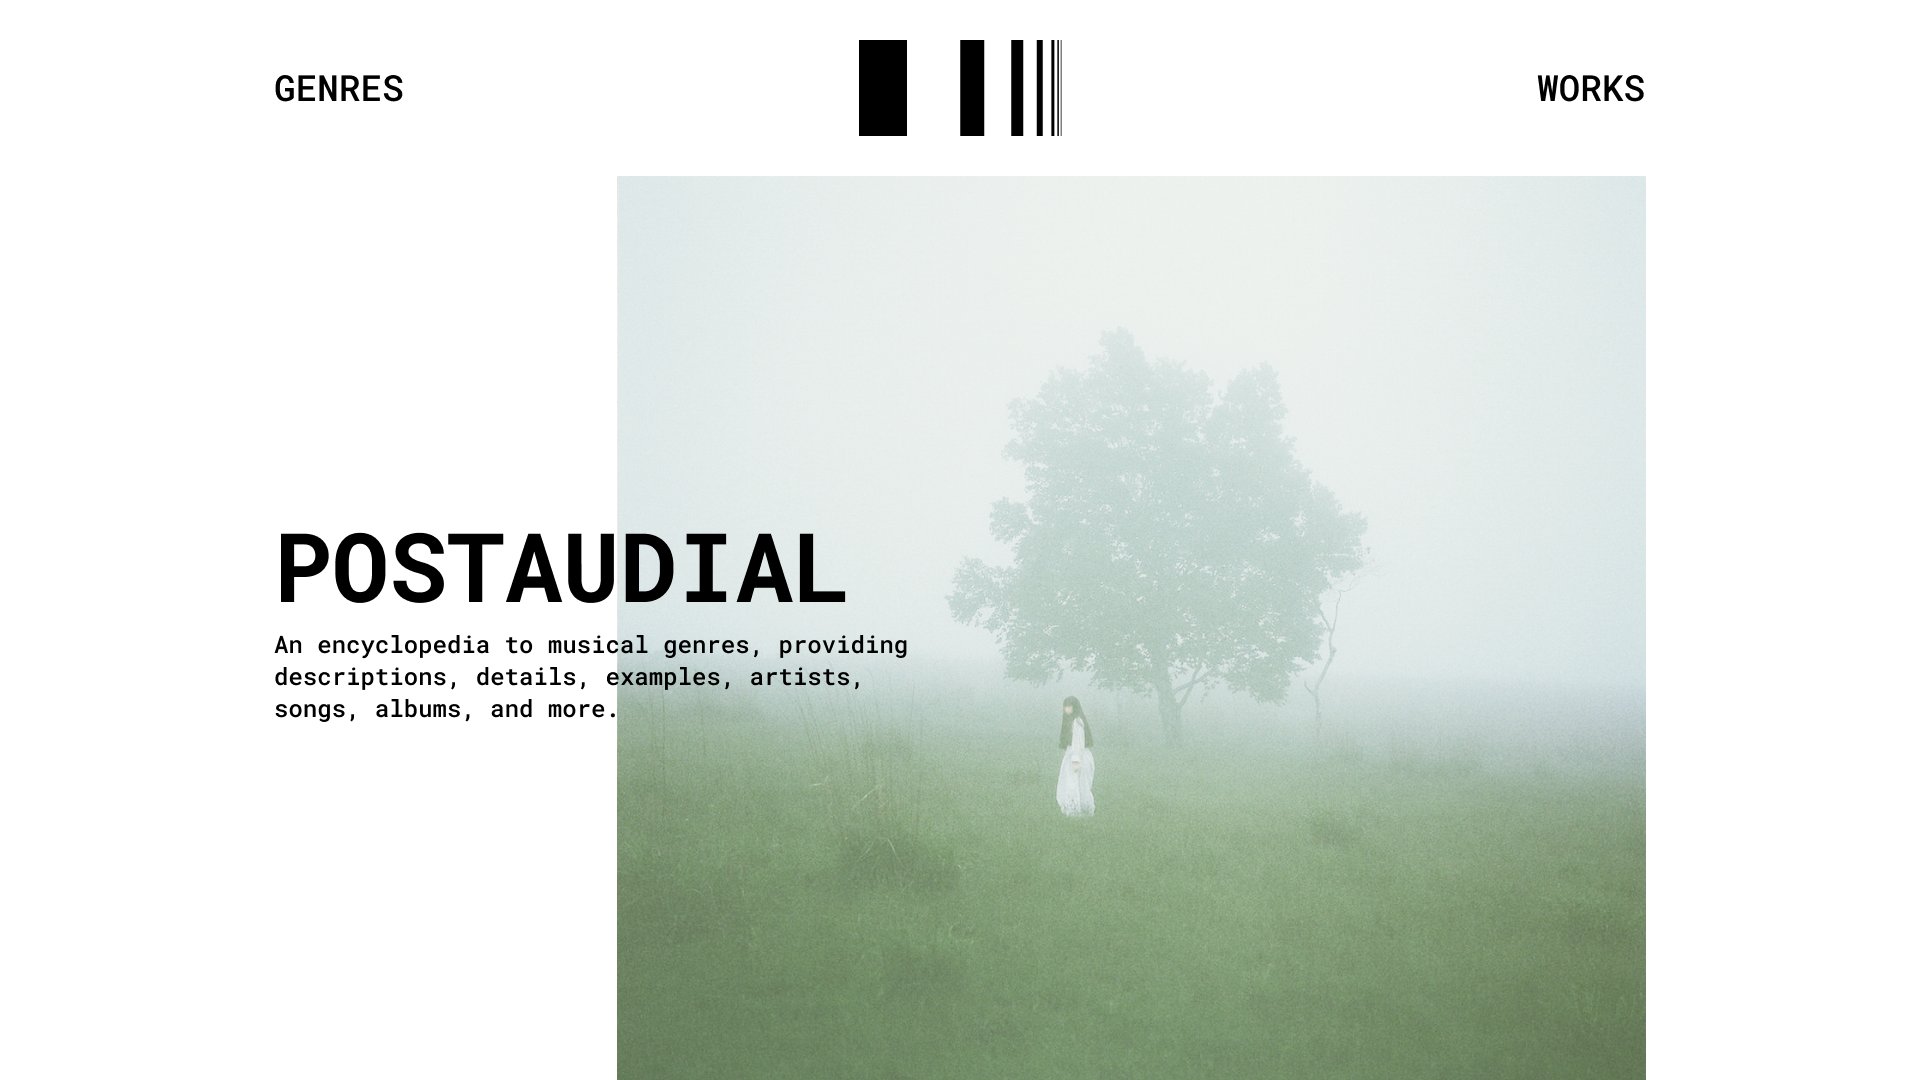 GENRES
WORKS
POSTAUDIAL
An encyclopedia to musical genres, providing
descriptions, details, examples, artists,
songs, albums, and more.